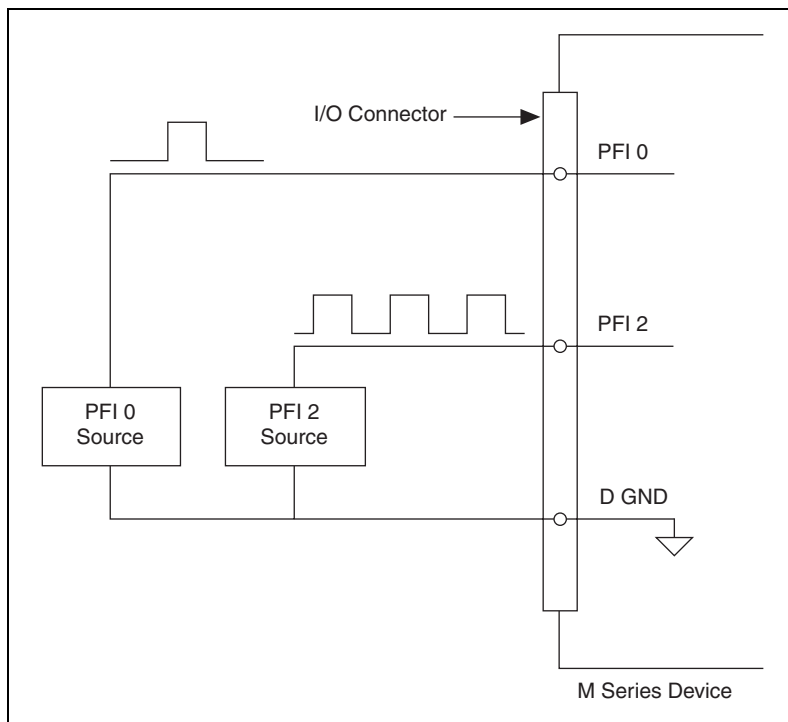 I/O Connector
PFI 0
PFI 2
PFI 0
Source
PFI 2
Source
D GND
M Series Device